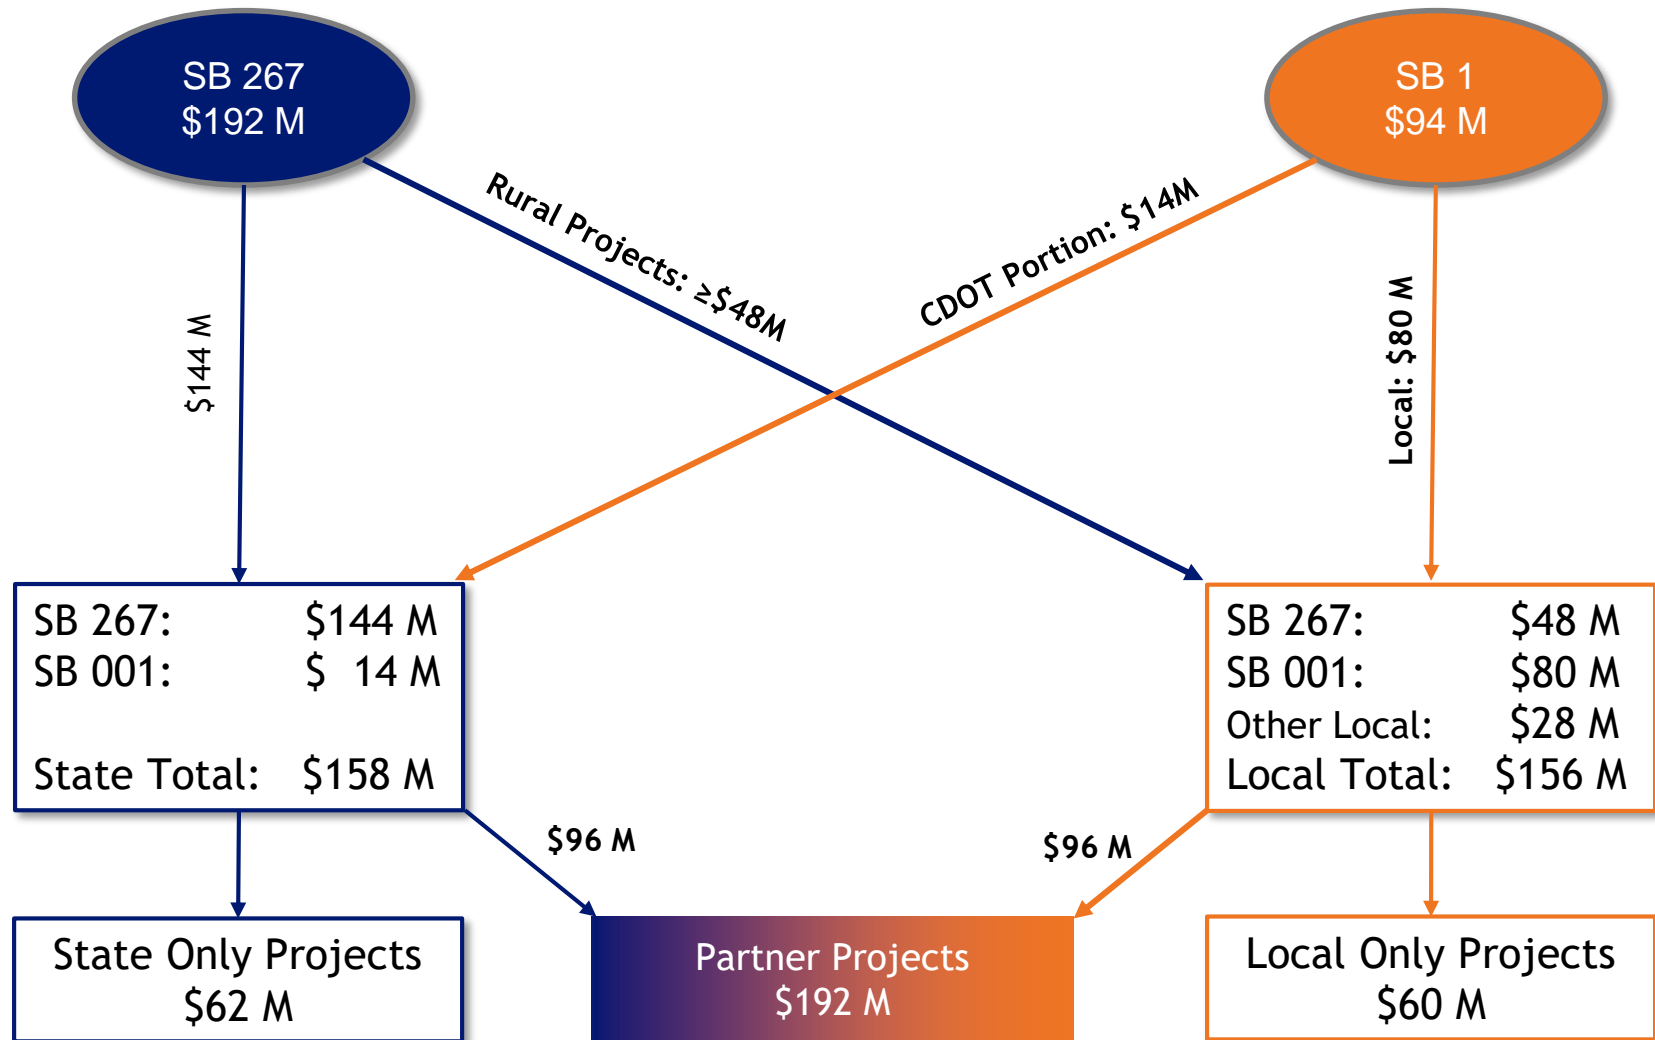 SB 267
$192 M
SB 1
$94 M
Rural Projects: ≥$48M
CDOT Portion: $14M
$144 M
Local: $80 M
SB 267: $144 M
SB 001: $ 14 M
State Total: $158 M
SB 267: $48 M
SB 001: $80 M
Other Local: $28 M
Local Total: $156 M
$96 M
$96 M
State Only Projects
$62 M
Partner Projects
$192 M
Local Only Projects
$60 M